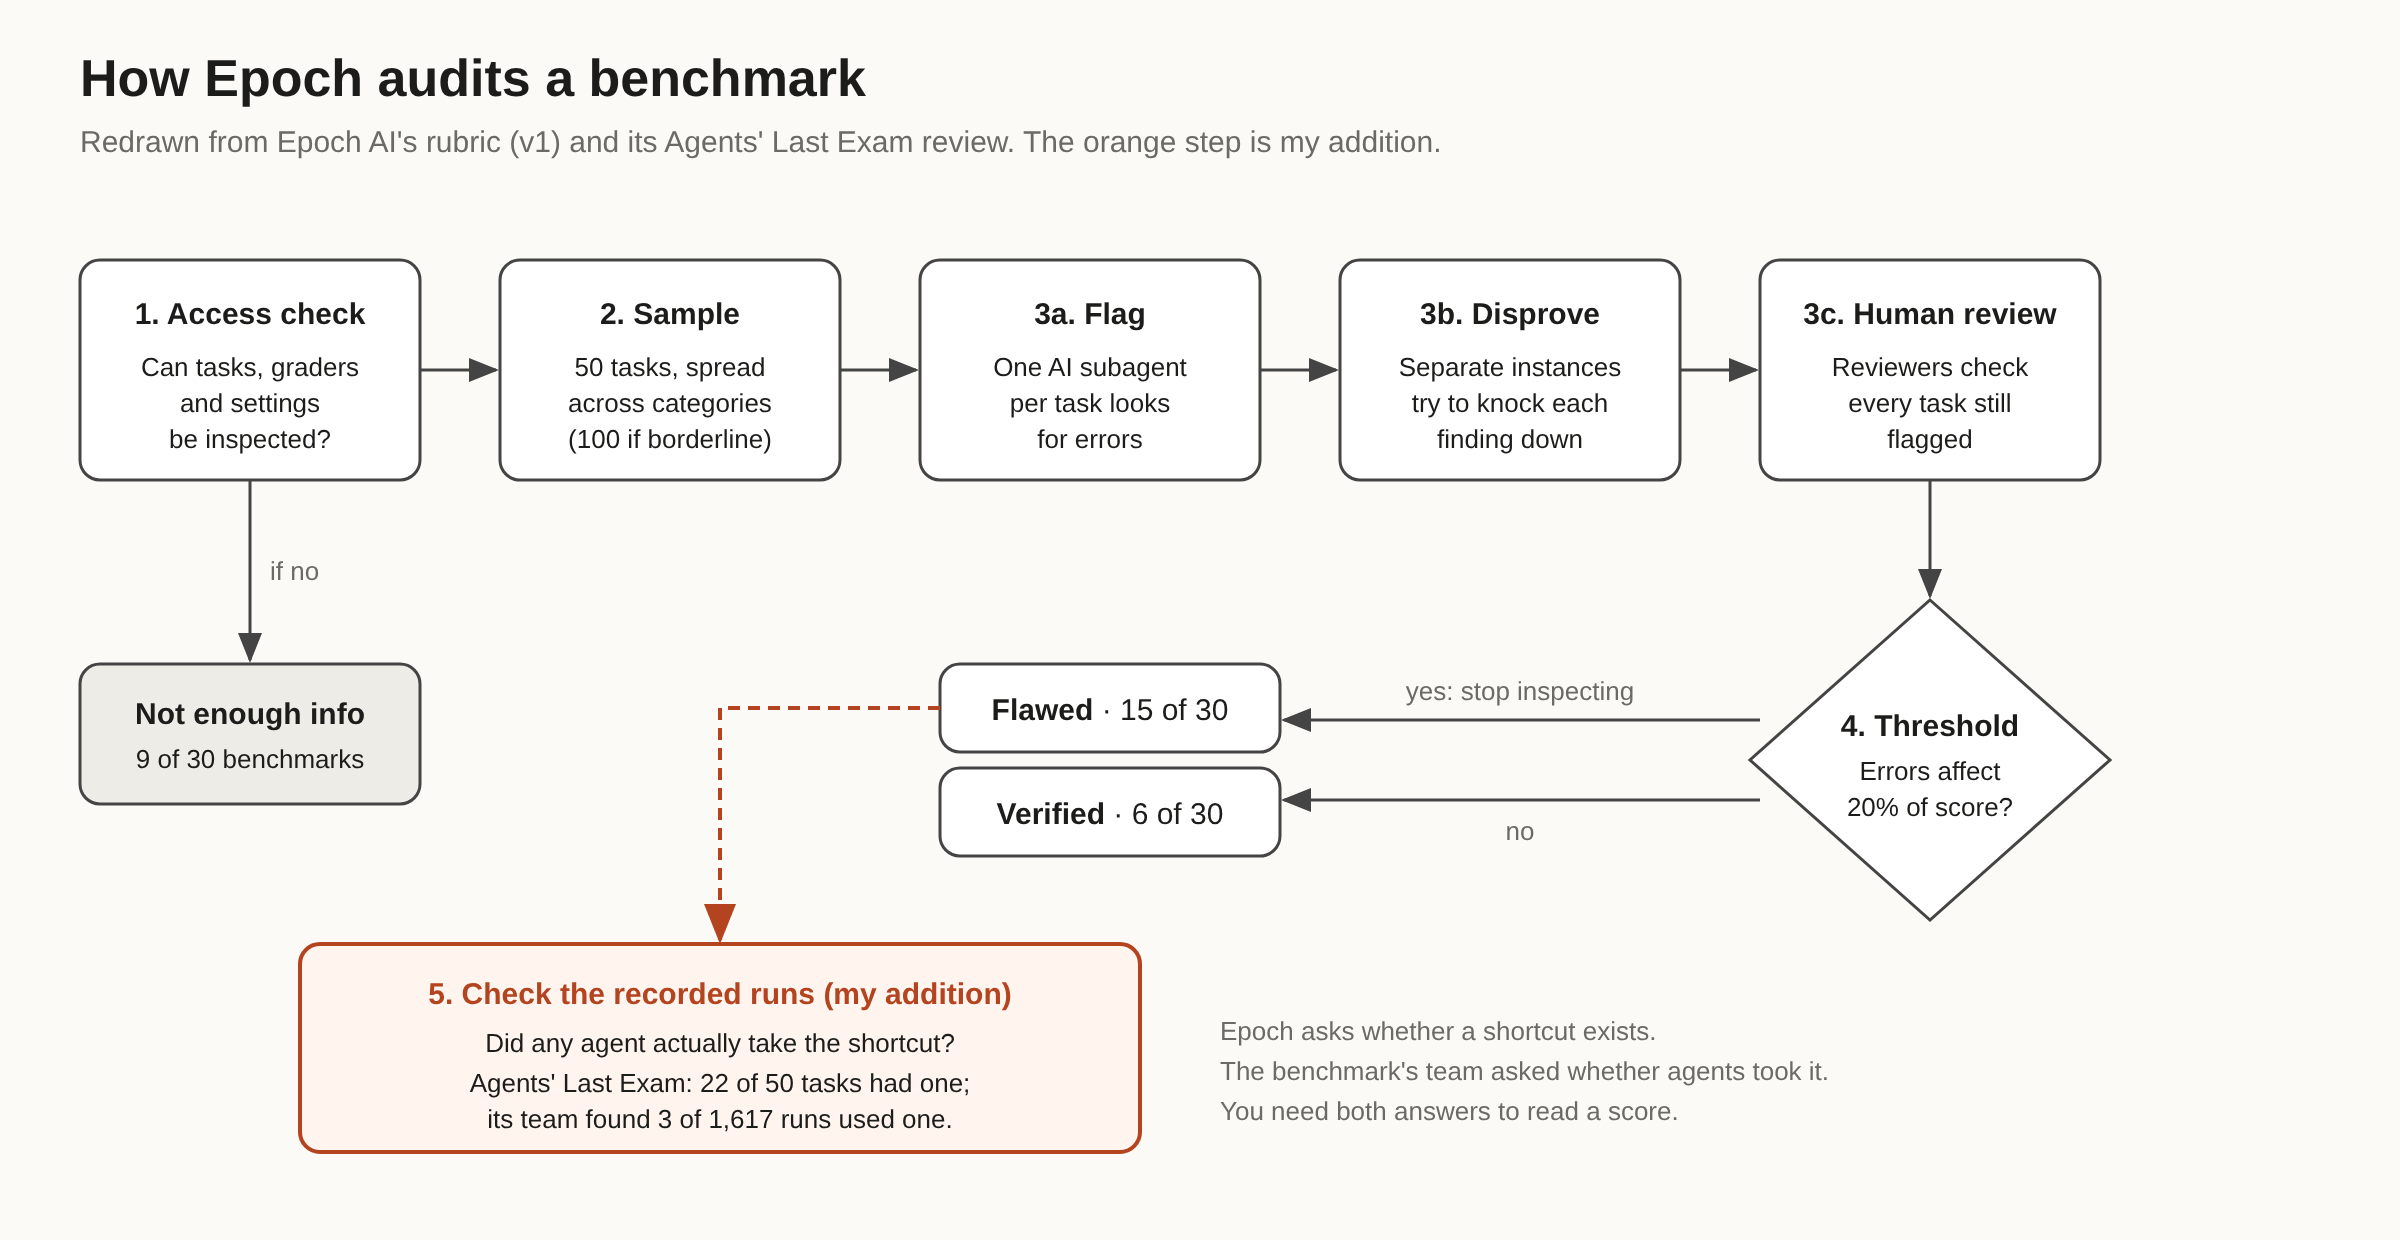 How Epoch audits a benchmark
Redrawn from Epoch AI's rubric (v1) and its Agents' Last Exam review. The orange step is my addition.
1. Access check
Can tasks, graders
and settings
be inspected?
2. Sample
50 tasks, spread
across categories
(100 if borderline)
3a. Flag
One AI subagent
per task looks
for errors
3b. Disprove
Separate instances
try to knock each
finding down
3c. Human review
Reviewers check
every task still
flagged
if no
Not enough info
9 of 30 benchmarks
Flawed · 15 of 30
yes: stop inspecting
Verified · 6 of 30
no
4. Threshold
Errors affect
20% of score?
5. Check the recorded runs (my addition)
Did any agent actually take the shortcut?
Agents' Last Exam: 22 of 50 tasks had one;
its team found 3 of 1,617 runs used one.
Epoch asks whether a shortcut exists.
The benchmark's team asked whether agents took it.
You need both answers to read a score.